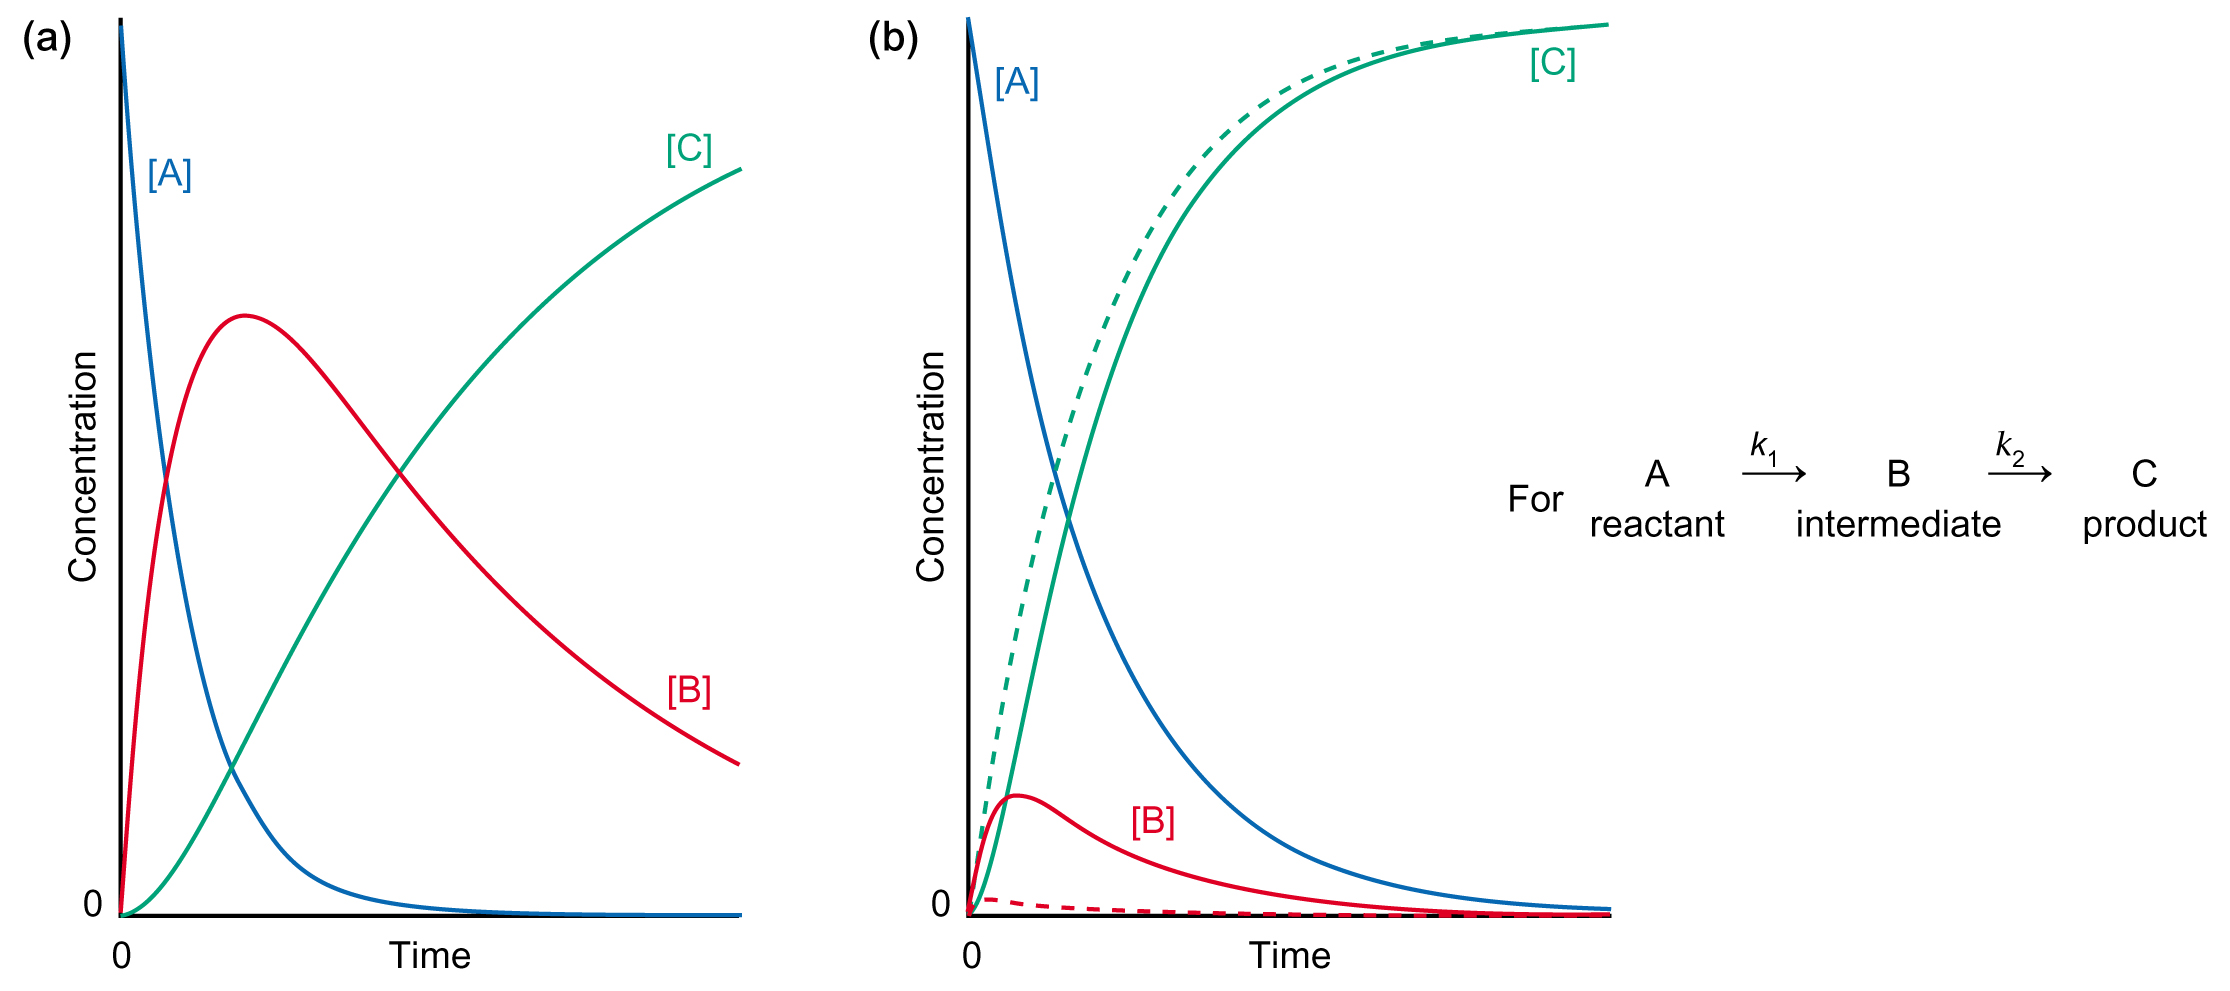 (a)
[A]
[C]
[B]
Concentration
0
0
Time
(b)
[A]
[C]
[B]
Concentration
0
0
Time
For
A k1 B k2 C
reactant intermediate product